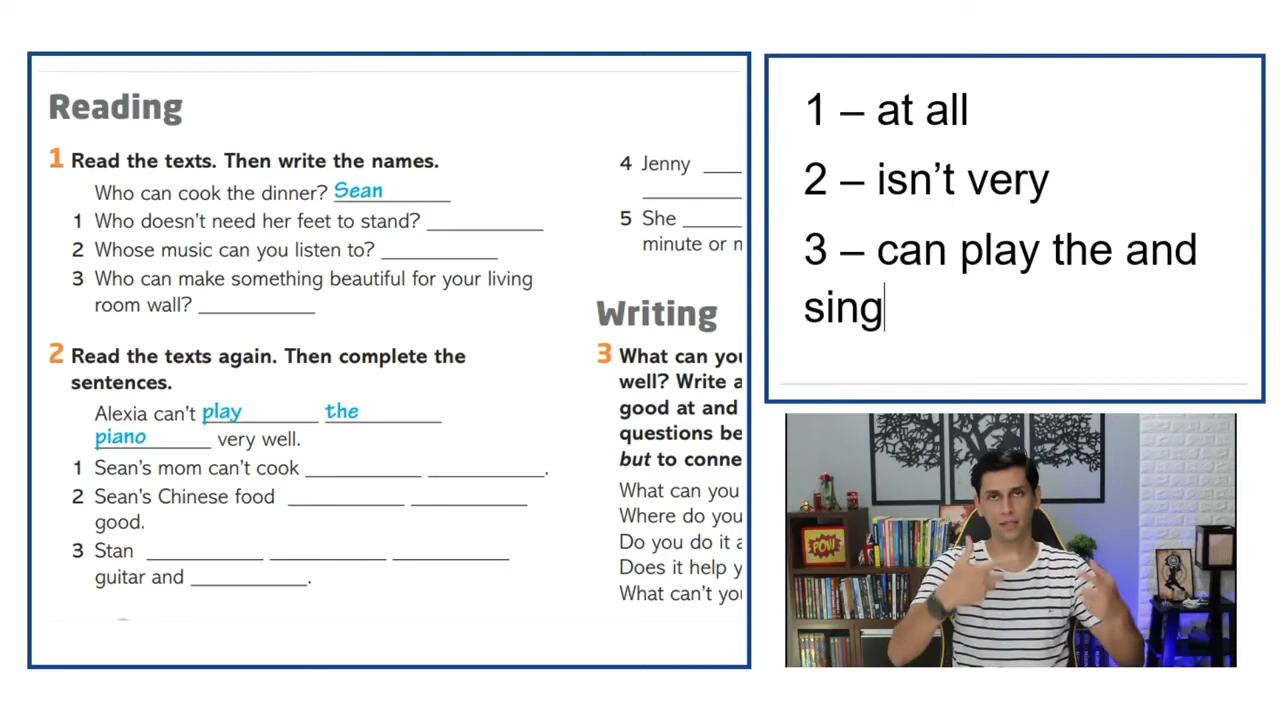 Reading
1 Read the texts. Then write the names.
Who can cook the dinner? Sean
1 Who doesn't need her feet to stand?
2 Whose music can you listen to?
3 Who can make something beautiful for your living
room wall?
2 Read the texts again. Then complete the
sentences.
Alexia can't play the
piano very well.
1 Sean's mom can't cook .
2 Sean's Chinese food
good.
3 Stan
guitar and .
4 Jenny
5 She
minute or
Writing
3 What can
well? Write
good at and
questions
but to
What can you
Where do
Do you do it
Does it help
What can't
1 – at all
2 – isn't very
3 – can play the and
sing
POW!